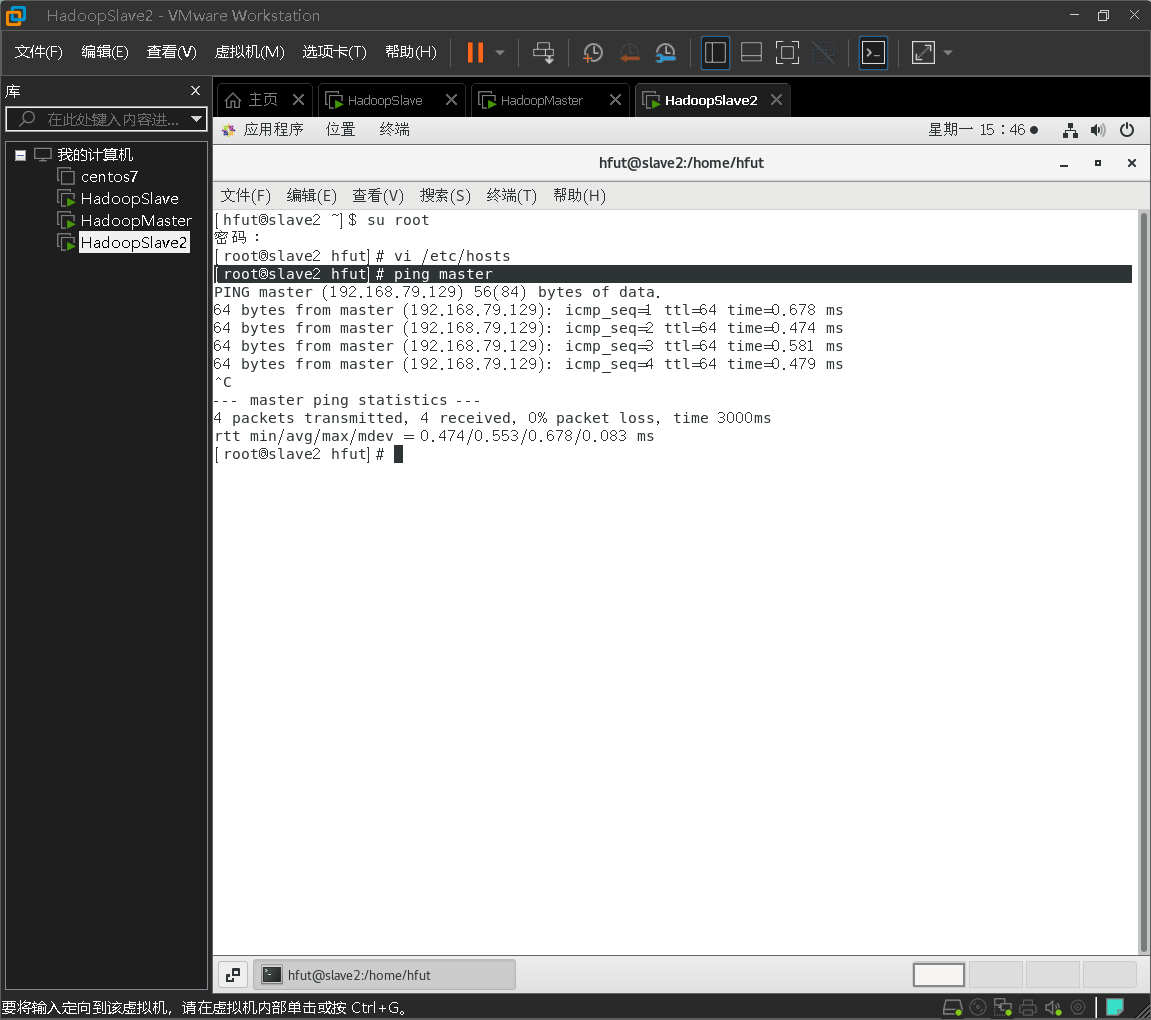 HadoopSlave2 - VMware Workstation
文件(F) 编辑(E) 查看(V) 虚拟机(M) 选项卡(T) 帮助(H)
库
在此处键入内容进...
我的计算机
centos7
HadoopSlave
HadoopMaster
HadoopSlave2
主页 HadoopSlave HadoopMaster HadoopSlave2
应用程序 位置 终端 星期一 15：46
hfut@slave2:/home/hfut
文件(F) 编辑(E) 查看(V) 搜索(S) 终端(T) 帮助(H)
[hfut@slave2 ~]$ su root
密码：
[root@slave2 hfut]# vi /etc/hosts
[root@slave2 hfut]# ping master
PING master (192.168.79.129) 56(84) bytes of data.
64 bytes from master (192.168.79.129): icmp_seq=1 ttl=64 time=0.678 ms
64 bytes from master (192.168.79.129): icmp_seq=2 ttl=64 time=0.474 ms
64 bytes from master (192.168.79.129): icmp_seq=3 ttl=64 time=0.581 ms
64 bytes from master (192.168.79.129): icmp_seq=4 ttl=64 time=0.479 ms
^C
--- master ping statistics ---
4 packets transmitted, 4 received, 0% packet loss, time 3000ms
rtt min/avg/max/mdev = 0.474/0.553/0.678/0.083 ms
[root@slave2 hfut]#
hfut@slave2:/home/hfut
要将输入定向到该虚拟机，请在虚拟机内部单击或按 Ctrl+G。